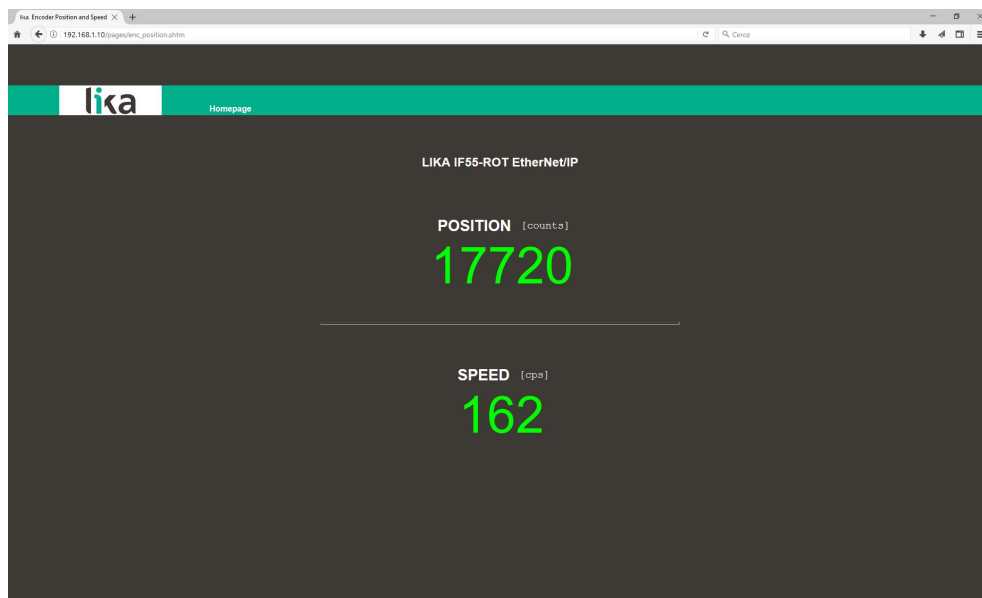 lika Encoder Position and Speed
192.168.1.10/pages/enc_position.shtm
Cerca
lika
Homepage
LIKA IF55-ROT EtherNet/IP
POSITION [counts]
17720
SPEED [cps]
162